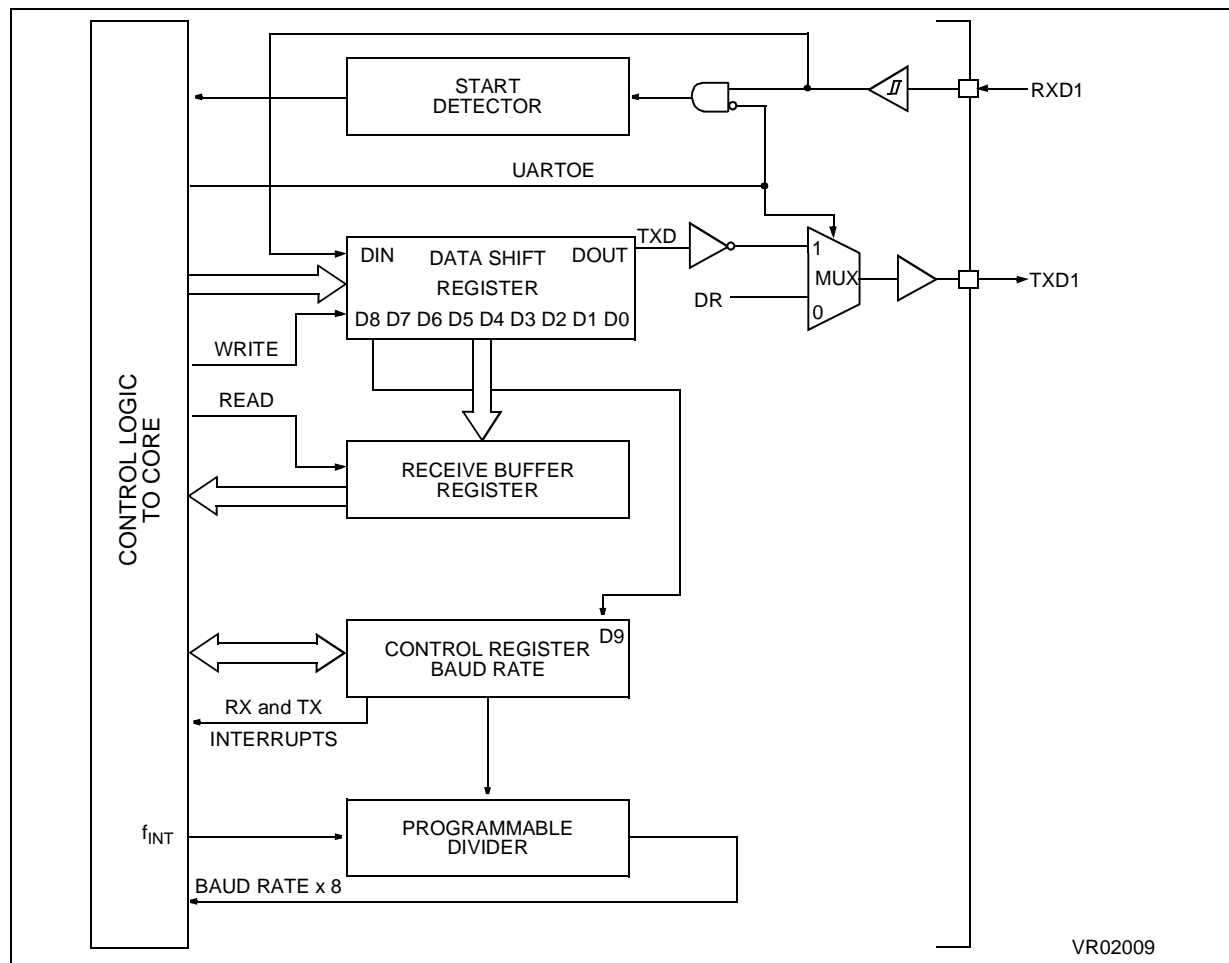 START
DETECTOR
RXD1
UARTOE
TXD
DIN DATA SHIFT DOUT
REGISTER
D8 D7 D6 D5 D4 D3 D2 D1 D0
1
MUX
0
DR
TXD1
WRITE
READ
CONTROL LOGIC
TO CORE
RECEIVE BUFFER
REGISTER
D9
CONTROL REGISTER
BAUD RATE
RX and TX
INTERRUPTS
fINT
PROGRAMMABLE
DIVIDER
BAUD RATE x 8
VR02009